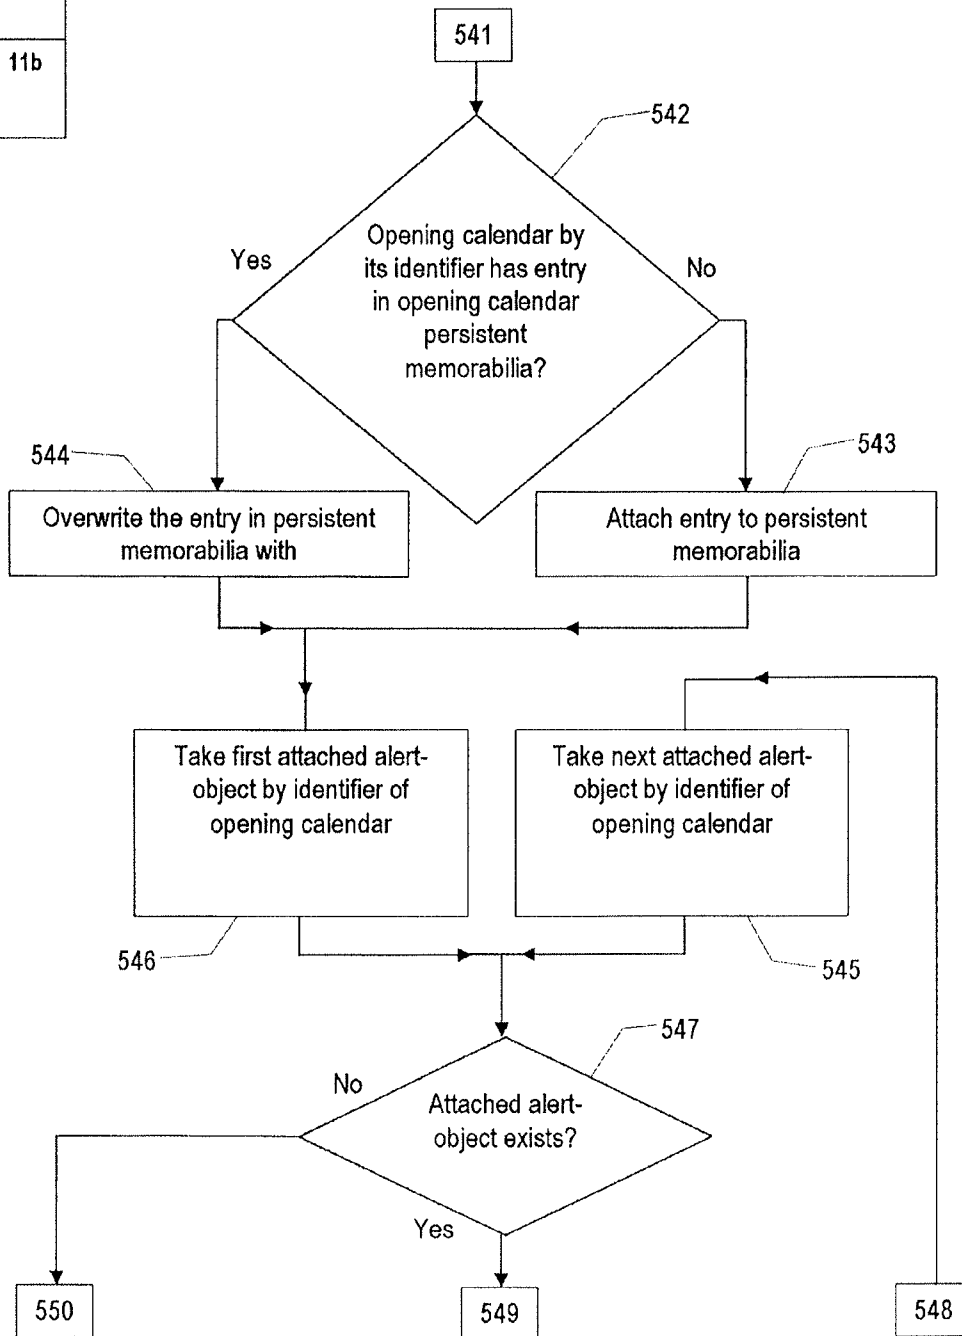 541
11b
542
Opening calendar by
its identifier has entry
in opening calendar
persistent
memorabilia?
Yes
No
544
543
Overwrite the entry in persistent
memorabilia with
Attach entry to persistent
memorabilia
Take first attached alert-
object by identifier of
opening calendar
Take next attached alert-
object by identifier of
opening calendar
546
545
547
No
Attached alert-
object exists?
Yes
550
549
548